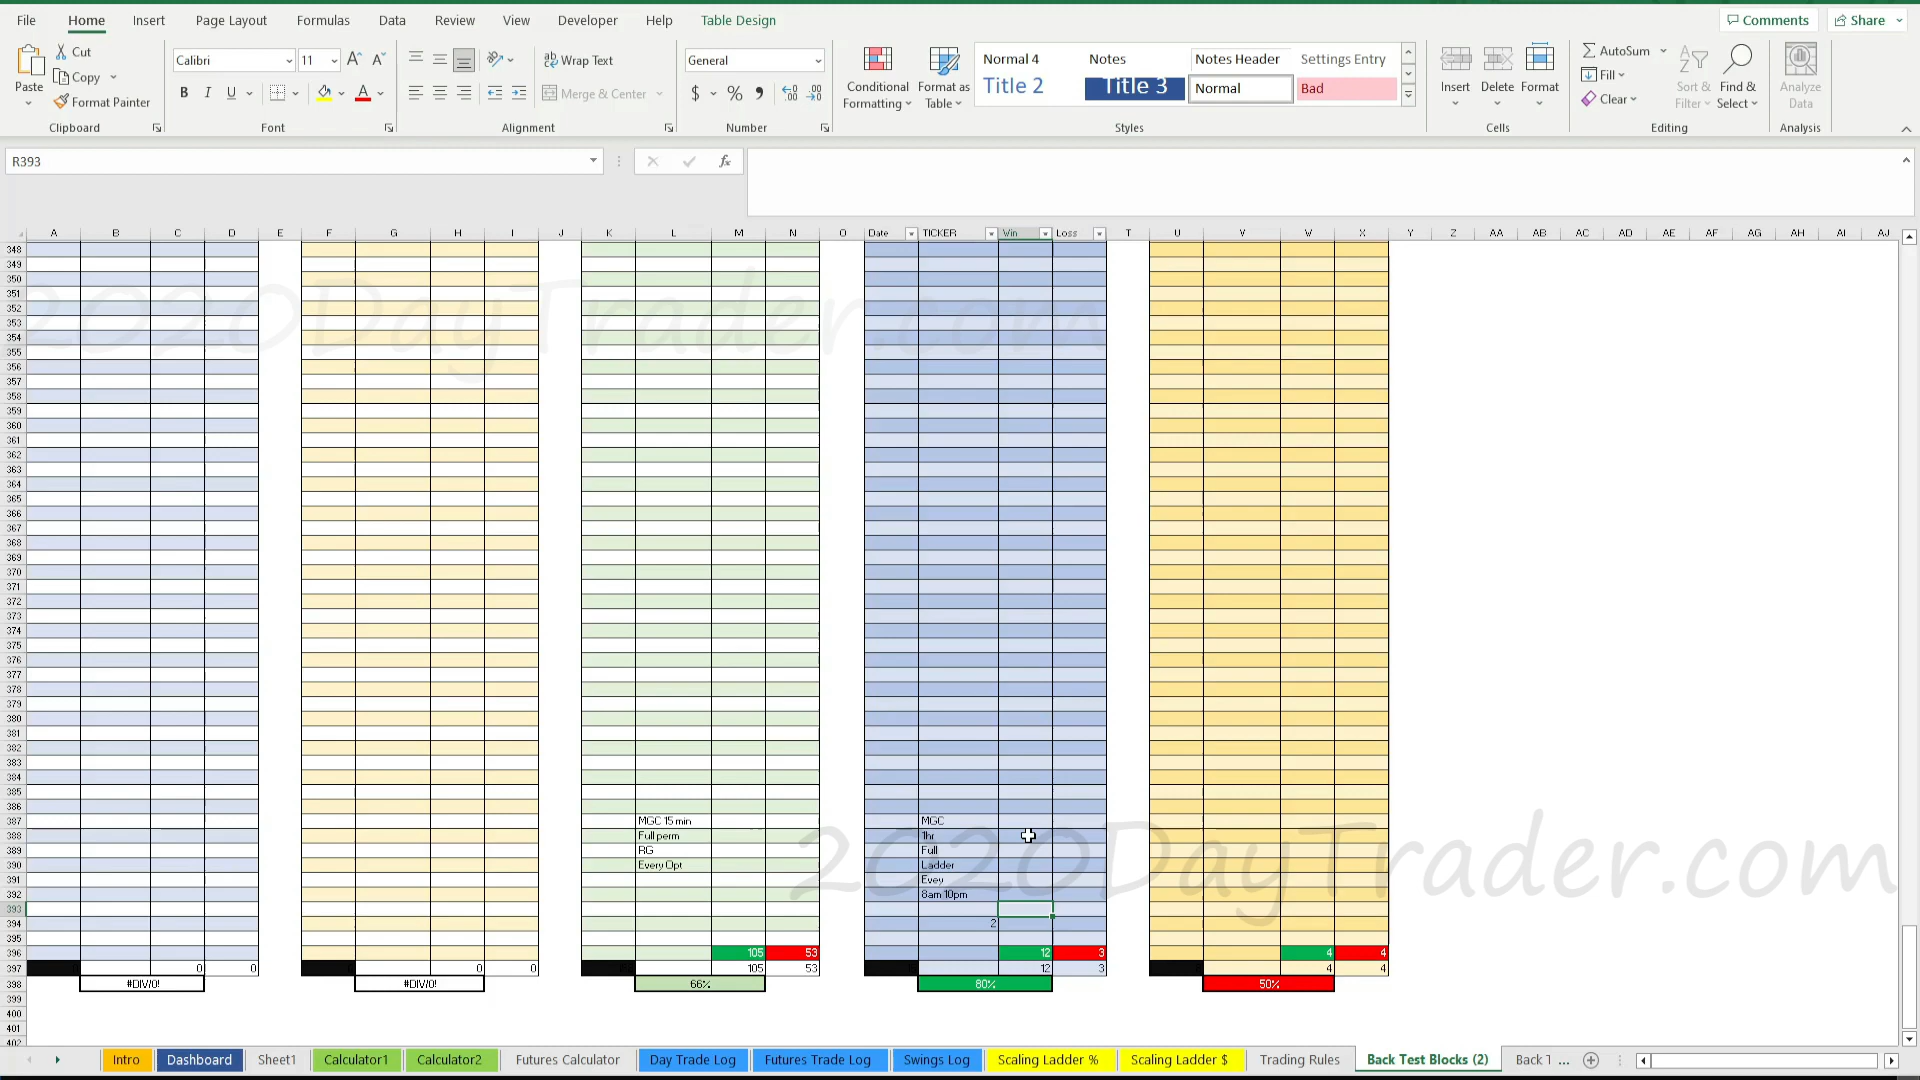 File Home Insert Page Layout Formulas Data Review View Developer Help Table Design Comments Share
Paste Cut Copy Format Painter Clipboard
Calibri 11 B I U A Font
Wrap Text Merge & Center Alignment
General $ % Number
Conditional Formatting Format as Table
Normal 4 Notes Notes Header Settings Entry
Title 2 Title 3 Normal Bad
Styles
Insert Delete Format Cells
AutoSum Fill Clear Sort & Filter Find & Select Editing
Analyze Data Analysis
R393 fx
A B C D E F G H I J K L M N O Date TICKER Win Loss T U V W X Y Z AA AB AC AD AE AF AG AH AI AJ
348
349
350
351
352
353
354
355
356
357
358
359
360
361
362
363
364
365
366
367
368
369
370
371
372
373
374
375
376
377
378
379
380
381
382
383
384
385
386
387 MGC 15 min MGC
388 Full perm 1hr
389 RG Full
390 Every Opt Ladder
391 Evey
392 8am 10pm
393
394 2
395
396 105 53 12 3 4 4
397 0 0 0 0 105 53 12 3 4 4
398 #DIV/0! #DIV/0! 66% 80% 50%
399
400
401
402
2020DayTrader.com
2020DayTrader.com
Intro Dashboard Sheet1 Calculator1 Calculator2 Futures Calculator Day Trade Log Futures Trade Log Swings Log Scaling Ladder % Scaling Ladder $ Trading Rules Back Test Blocks (2) Back T ...